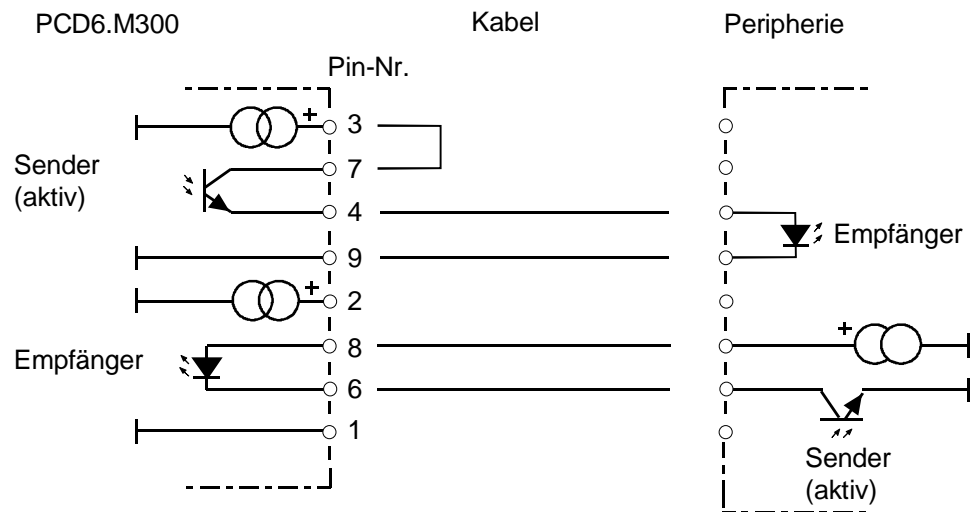 PCD6.M300
Kabel
Peripherie
Pin-Nr.
+
3
Sender
(aktiv)
7
4
Empfänger
9
+
2
Empfänger
8
+
6
1
Sender
(aktiv)